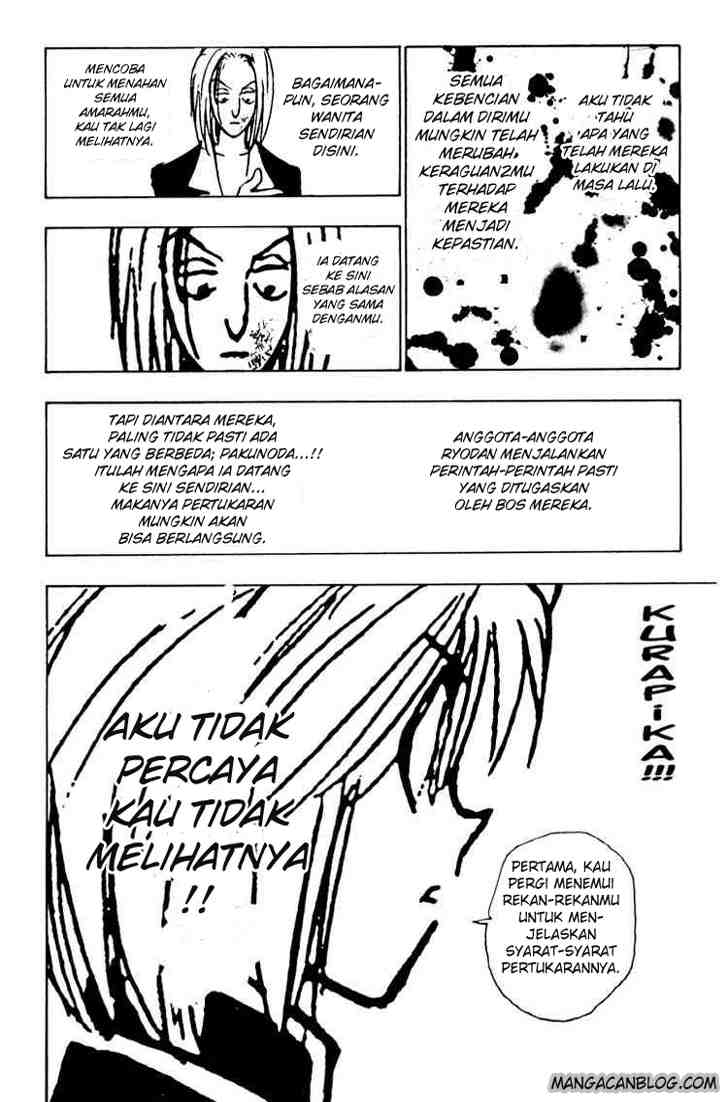 AKU TIDAK
TAHU
APA YANG
TELAH MEREKA
LAKUKAN DI
MASA LALU.
SEMUA
KEBENCIAN
DALAM DIRIMU
MUNGKIN TELAH
MERUBAH
KERAGUAN2MU
TERHADAP
MEREKA
MENJADI
KEPASTIAN.
BAGAIMANA-
PUN, SEORANG
WANITA
SENDIRIAN
DISINI.
MENCOBA
UNTUK MENAHAN
SEMUA
AMARAHMU,
KAU TAK LAGI
MELIHATNYA.
IA DATANG
KE SINI
SEBAB ALASAN
YANG SAMA
DENGANMU.
ANGGOTA-ANGGOTA
RYODAN MENJALANKAN
PERINTAH-PERINTAH PASTI
YANG DITUGASKAN
OLEH BOS MEREKA.
TAPI DIANTARA MEREKA,
PALING TIDAK PASTI ADA
SATU YANG BERBEDA; PAKUNODA...!!
ITULAH MENGAPA IA DATANG
KE SINI SENDIRIAN...
MAKANYA PERTUKARAN
MUNGKIN AKAN
BISA BERLANGSUNG.
KURAPIKA!!!
AKU TIDAK
PERCAYA
KAU TIDAK
MELIHATNYA
!!
PERTAMA, KAU
PERGI MENEMUI
REKAN-REKANMU
UNTUK MEN-
JELASKAN
SYARAT-SYARAT
PERTUKARANNYA.
MANGACANBLOG.COM